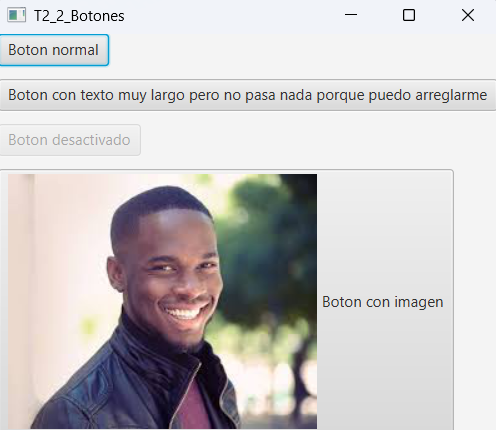 T2_2_Botones
Boton normal
Boton con texto muy largo pero no pasa nada porque puedo arreglarme
Boton desactivado
Boton con imagen